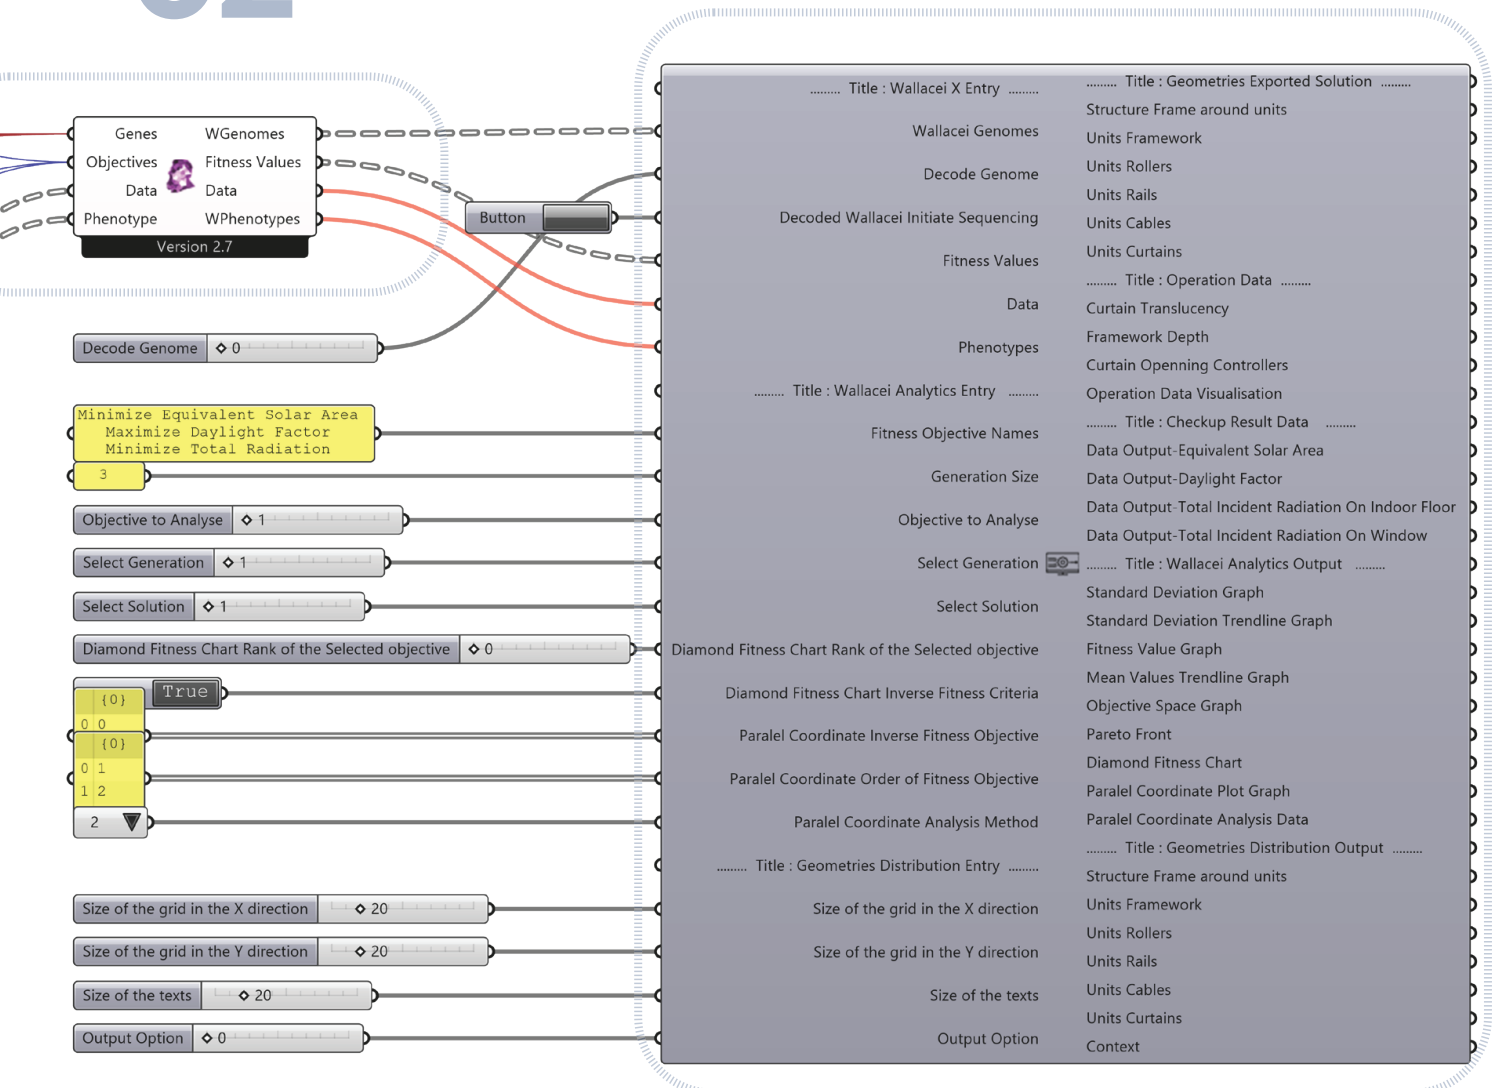 Genes WGenomes
Objectives Fitness Values
Data Data
Phenotype WPhenotypes
Version 2.7
Button
Decode Genome 0
Minimize Equivalent Solar Area
Maximize Daylight Factor
Minimize Total Radiation
3
Objective to Analyse 1
Select Generation 1
Select Solution 1
Diamond Fitness Chart Rank of the Selected objective 0
True
{0}
0 0
{0}
0 1
1 2
2
Size of the grid in the X direction 20
Size of the grid in the Y direction 20
Size of the texts 20
Output Option 0
......... Title : Wallacei X Entry .........
Wallacei Genomes
Decode Genome
Decoded Wallacei Initiate Sequencing
Fitness Values
Data
Phenotypes
......... Title : Wallacei Analytics Entry .........
Fitness Objective Names
Generation Size
Objective to Analyse
Select Generation
Select Solution
Diamond Fitness Chart Rank of the Selected objective
Diamond Fitness Chart Inverse Fitness Criteria
Paralel Coordinate Inverse Fitness Objective
Paralel Coordinate Order of Fitness Objective
Paralel Coordinate Analysis Method
......... Title : Geometries Distribution Entry .........
Size of the grid in the X direction
Size of the grid in the Y direction
Size of the texts
Output Option
......... Title : Geometries Exported Solution .........
Structure Frame around units
Units Framework
Units Rollers
Units Rails
Units Cables
Units Curtains
......... Title : Operation Data .........
Curtain Translucency
Framework Depth
Curtain Openning Controllers
Operation Data Visualisation
......... Title : Checkup Result Data .........
Data Output-Equivalent Solar Area
Data Output-Daylight Factor
Data Output-Total Incident Radiation On Indoor Floor
Data Output-Total Incident Radiation On Window
......... Title : Wallacei Analytics Output .........
Standard Deviation Graph
Standard Deviation Trendline Graph
Fitness Value Graph
Mean Values Trendline Graph
Objective Space Graph
Pareto Front
Diamond Fitness Chart
Paralel Coordinate Plot Graph
Paralel Coordinate Analysis Data
......... Title : Geometries Distribution Output .........
Structure Frame around units
Units Framework
Units Rollers
Units Rails
Units Cables
Units Curtains
Context